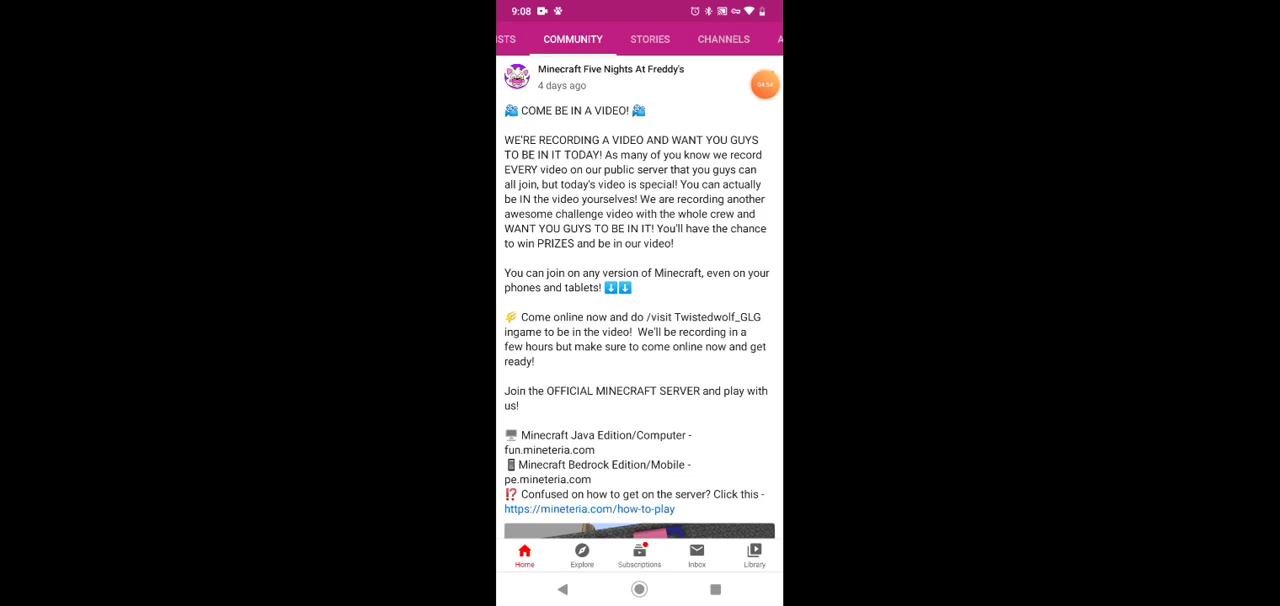 9:08
STS COMMUNITY STORIES CHANNELS A
Minecraft Five Nights At Freddy's
4 days ago
04:54
COME BE IN A VIDEO!
WE'RE RECORDING A VIDEO AND WANT YOU GUYS
TO BE IN IT TODAY! As many of you know we record
EVERY video on our public server that you guys can
all join, but today's video is special! You can actually
be IN the video yourselves! We are recording another
awesome challenge video with the whole crew and
WANT YOU GUYS TO BE IN IT! You'll have the chance
to win PRIZES and be in our video!
You can join on any version of Minecraft, even on your
phones and tablets! ⬇️⬇️
Come online now and do /visit Twistedwolf_GLG
ingame to be in the video! We'll be recording in a
few hours but make sure to come online now and get
ready!
Join the OFFICIAL MINECRAFT SERVER and play with
us!
Minecraft Java Edition/Computer -
fun.mineteria.com
Minecraft Bedrock Edition/Mobile -
pe.mineteria.com
⁉️ Confused on how to get on the server? Click this -
https://mineteria.com/how-to-play
Home Explore Subscriptions Inbox Library